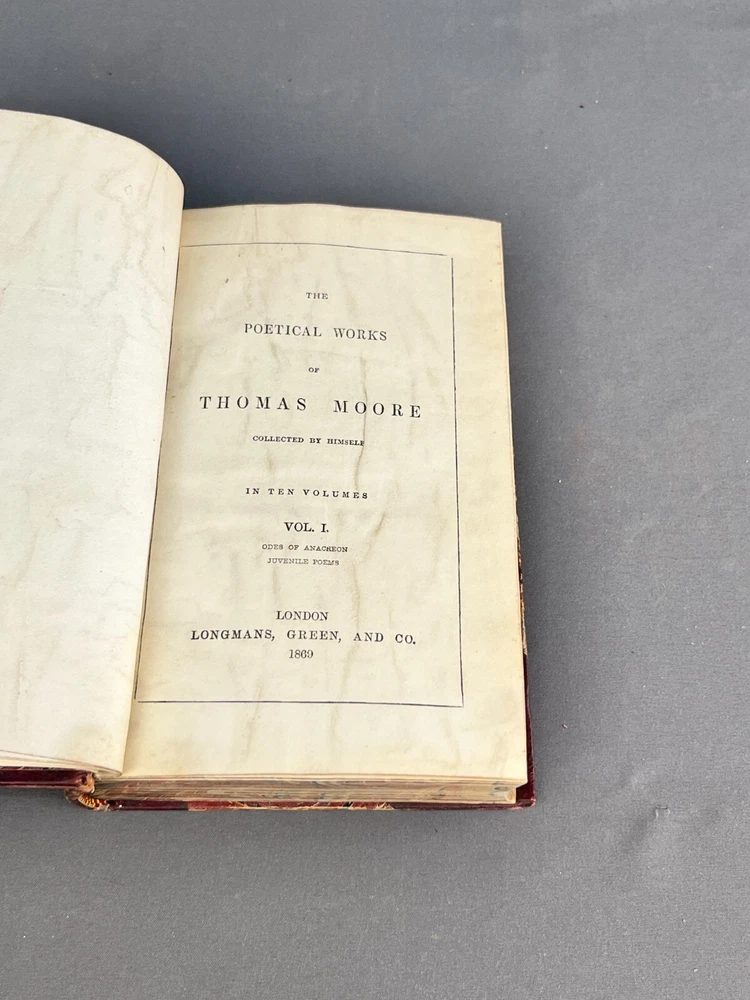 THE
POETICAL WORKS
OF
THOMAS MOORE
COLLECTED BY HIMSELF
IN TEN VOLUMES
VOL. I.
ODES OF ANACREON
JUVENILE POEMS
LONDON
LONGMANS, GREEN, AND CO.
1869